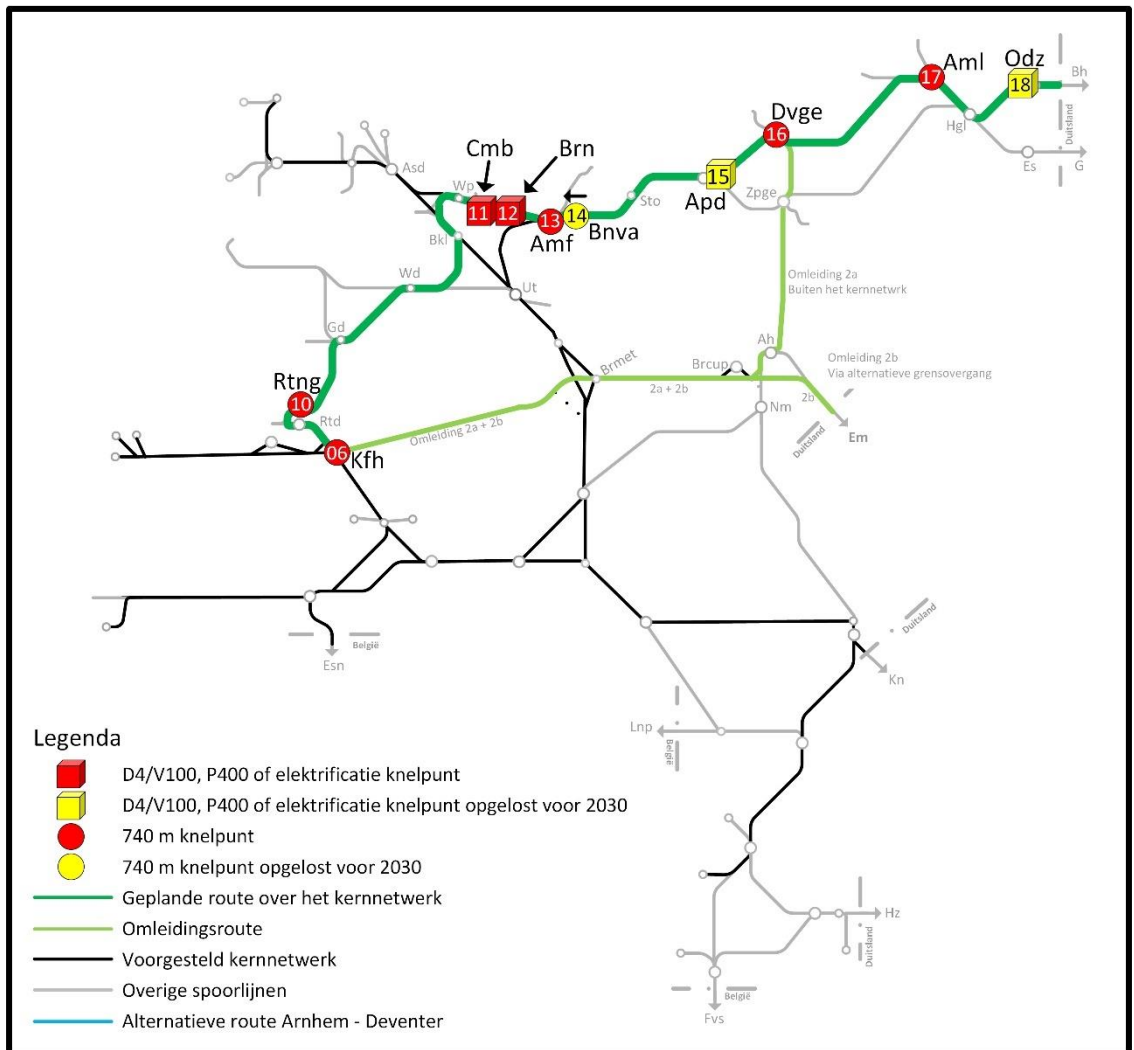 Aml
Odz
17
18
Bh
Duitsland
Hgl
Es
G
Dvge
16
Cmb
Brn
Asd
Wp
11
12
13
14
Amf
Bnva
Sto
15
Apd
Zpge
Bkl
Wd
Ut
Omleiding 2a
Buiten het kernnetwrk
Gd
Ah
Omleiding 2b
Via alternatieve grensovergang
Brmet
Brcup
2a + 2b
2b
Rtng
10
Rtd
Nm
Omleiding 2a + 2b
Em
Duitsland
06
Kfh
België
Esn
Duitsland
Kn
Lnp
België
Legenda
D4/V100, P400 of elektrificatie knelpunt
D4/V100, P400 of elektrificatie knelpunt opgelost voor 2030
740 m knelpunt
740 m knelpunt opgelost voor 2030
Geplande route over het kernnetwerk
Omleidingsroute
Voorgesteld kernnetwerk
Overige spoorlijnen
Alternatieve route Arnhem - Deventer
Hz
Duitsland
België
Fvs